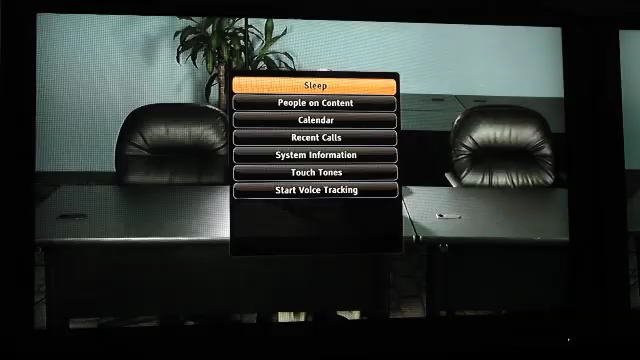 Sleep
People on Content
Calendar
Recent Calls
System Information
Touch Tones
Start Voice Tracking